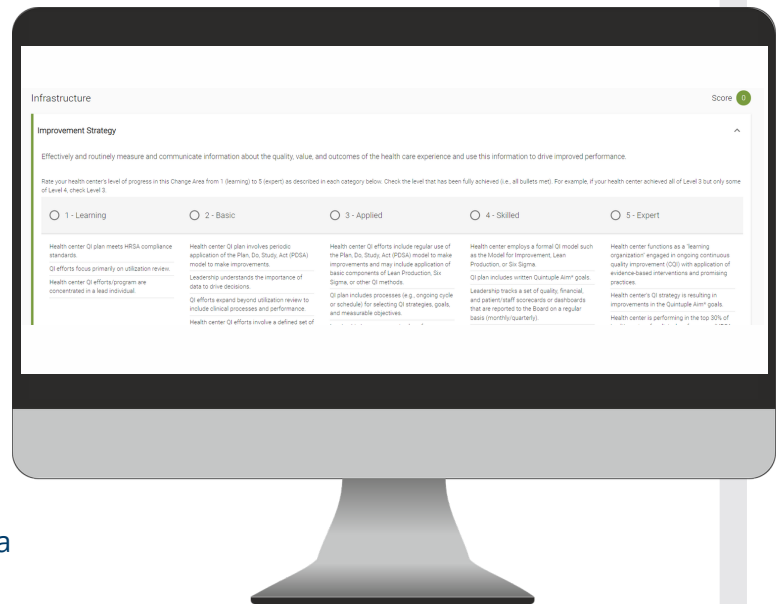 Infrastructure
Score 0
Improvement Strategy
Effectively and routinely measure and communicate information about the quality, value, and outcomes of the health care experience and use this information to drive improved performance.
Rate your health center's level of progress in this Change Area from 1 (learning) to 5 (expert) as described in each category below. Check the level that has been fully achieved (i.e., all bullets met). For example, if your health center achieved all of Level 3 but only some
of Level 4, check Level 3.
1 - Learning
Health center QI plan meets HRSA compliance
standards.
QI efforts focus primarily on utilization review.
Health center QI efforts/program are
concentrated in a lead individual.
2 - Basic
Health center QI plan involves periodic
application of the Plan, Do, Study, Act (PDSA)
model to make improvements.
Leadership understands the importance of
data to drive decisions.
QI efforts expand beyond utilization review to
include clinical processes and performance.
Health center QI efforts involve a defined set of
3 - Applied
Health center QI efforts include regular use of
the Plan, Do, Study, Act (PDSA) model to make
improvements and may include application of
basic components of Lean Production, Six
Sigma, or other QI methods.
QI plan includes processes (e.g., ongoing cycle
or schedule) for selecting QI strategies, goals,
and measurable objectives.
4 - Skilled
Health center employs a formal QI model such
as the Model for Improvement, Lean
Production, or Six Sigma.
QI plan includes written Quintuple Aim* goals.
Leadership tracks a set of quality, financial,
and patient/staff scorecards or dashboards
that are reported to the Board on a regular
basis (monthly/quarterly).
5 - Expert
Health center functions as a "learning
organization" engaged in ongoing continuous
quality improvement (CQI) with application of
evidence-based interventions and promising
practices.
Health center's QI strategy is resulting in
improvements in the Quintuple Aim* goals.
Health center is performing in the top 30% of
a